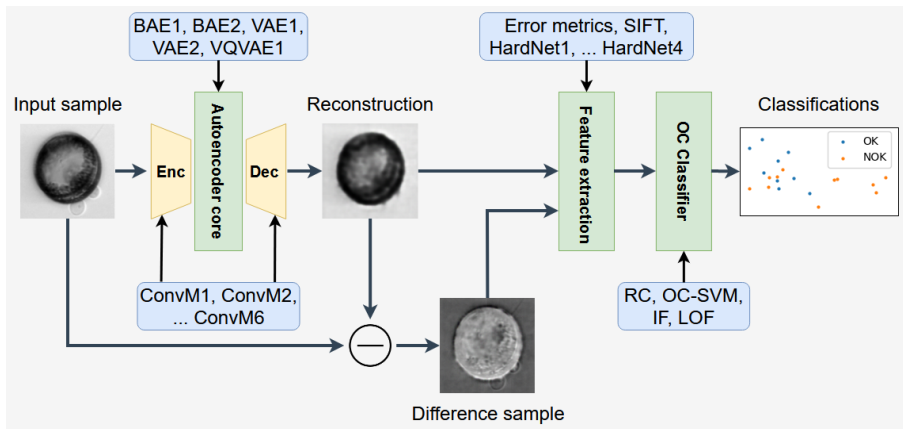 BAE1, BAE2, VAE1,
VAE2, VQVAE1
Error metrics, SIFT,
HardNet1, ... HardNet4
Input sample
Enc
Autoencoder core
Dec
Reconstruction
Feature extraction
OC Classifier
Classifications
OK
NOK
ConvM1, ConvM2,
... ConvM6
RC, OC-SVM,
IF, LOF
Difference sample